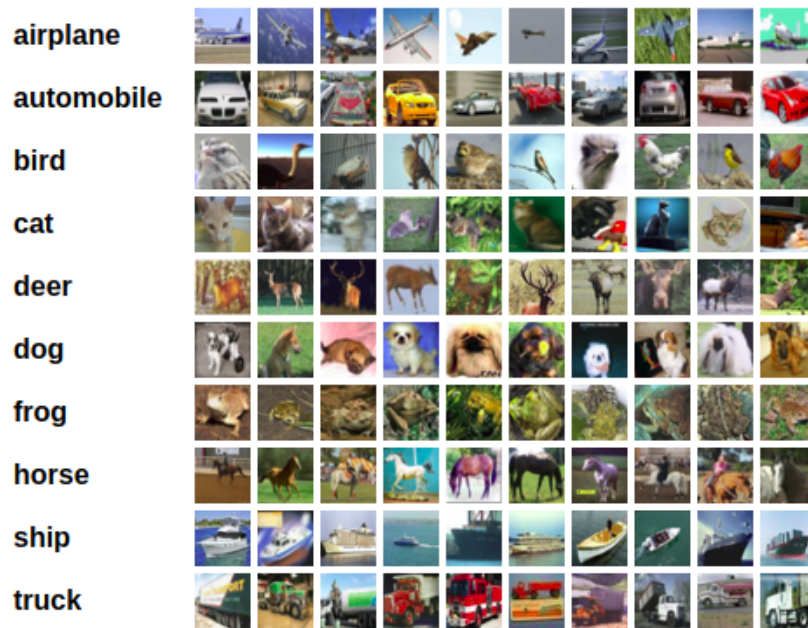 airplane
automobile
bird
cat
deer
dog
frog
horse
ship
truck